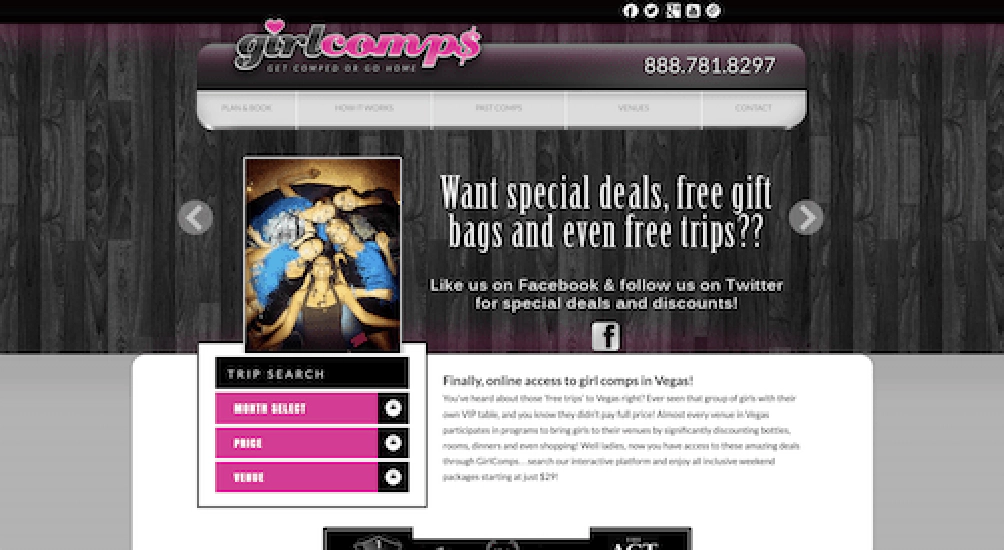 girlcomp$
GET COMPED OR GO HOME
888.781.8297
PLAN & BOOK
HOW IT WORKS
PAST COMPS
VENUES
CONTACT
Want special deals, free gift
bags and even free trips??
Like us on Facebook & follow us on Twitter
for special deals and discounts!
TRIP SEARCH
MONTH SELECT
PRICE
VENUE
Finally, online access to girl comps in Vegas!
You've heard about those 'free trips' to Vegas right? Ever seen that group of girls with their
own VIP table, and you know they didn't pay full price! Almost every venue in Vegas
participates in programs to bring girls to their venues by significantly discounting bottles,
rooms, dinners and even shopping! Well ladies, now you have access to these amazing deals
through GirlComps... search our interactive platform and enjoy all inclusive weekend
packages starting at just $29!
THE
ACT